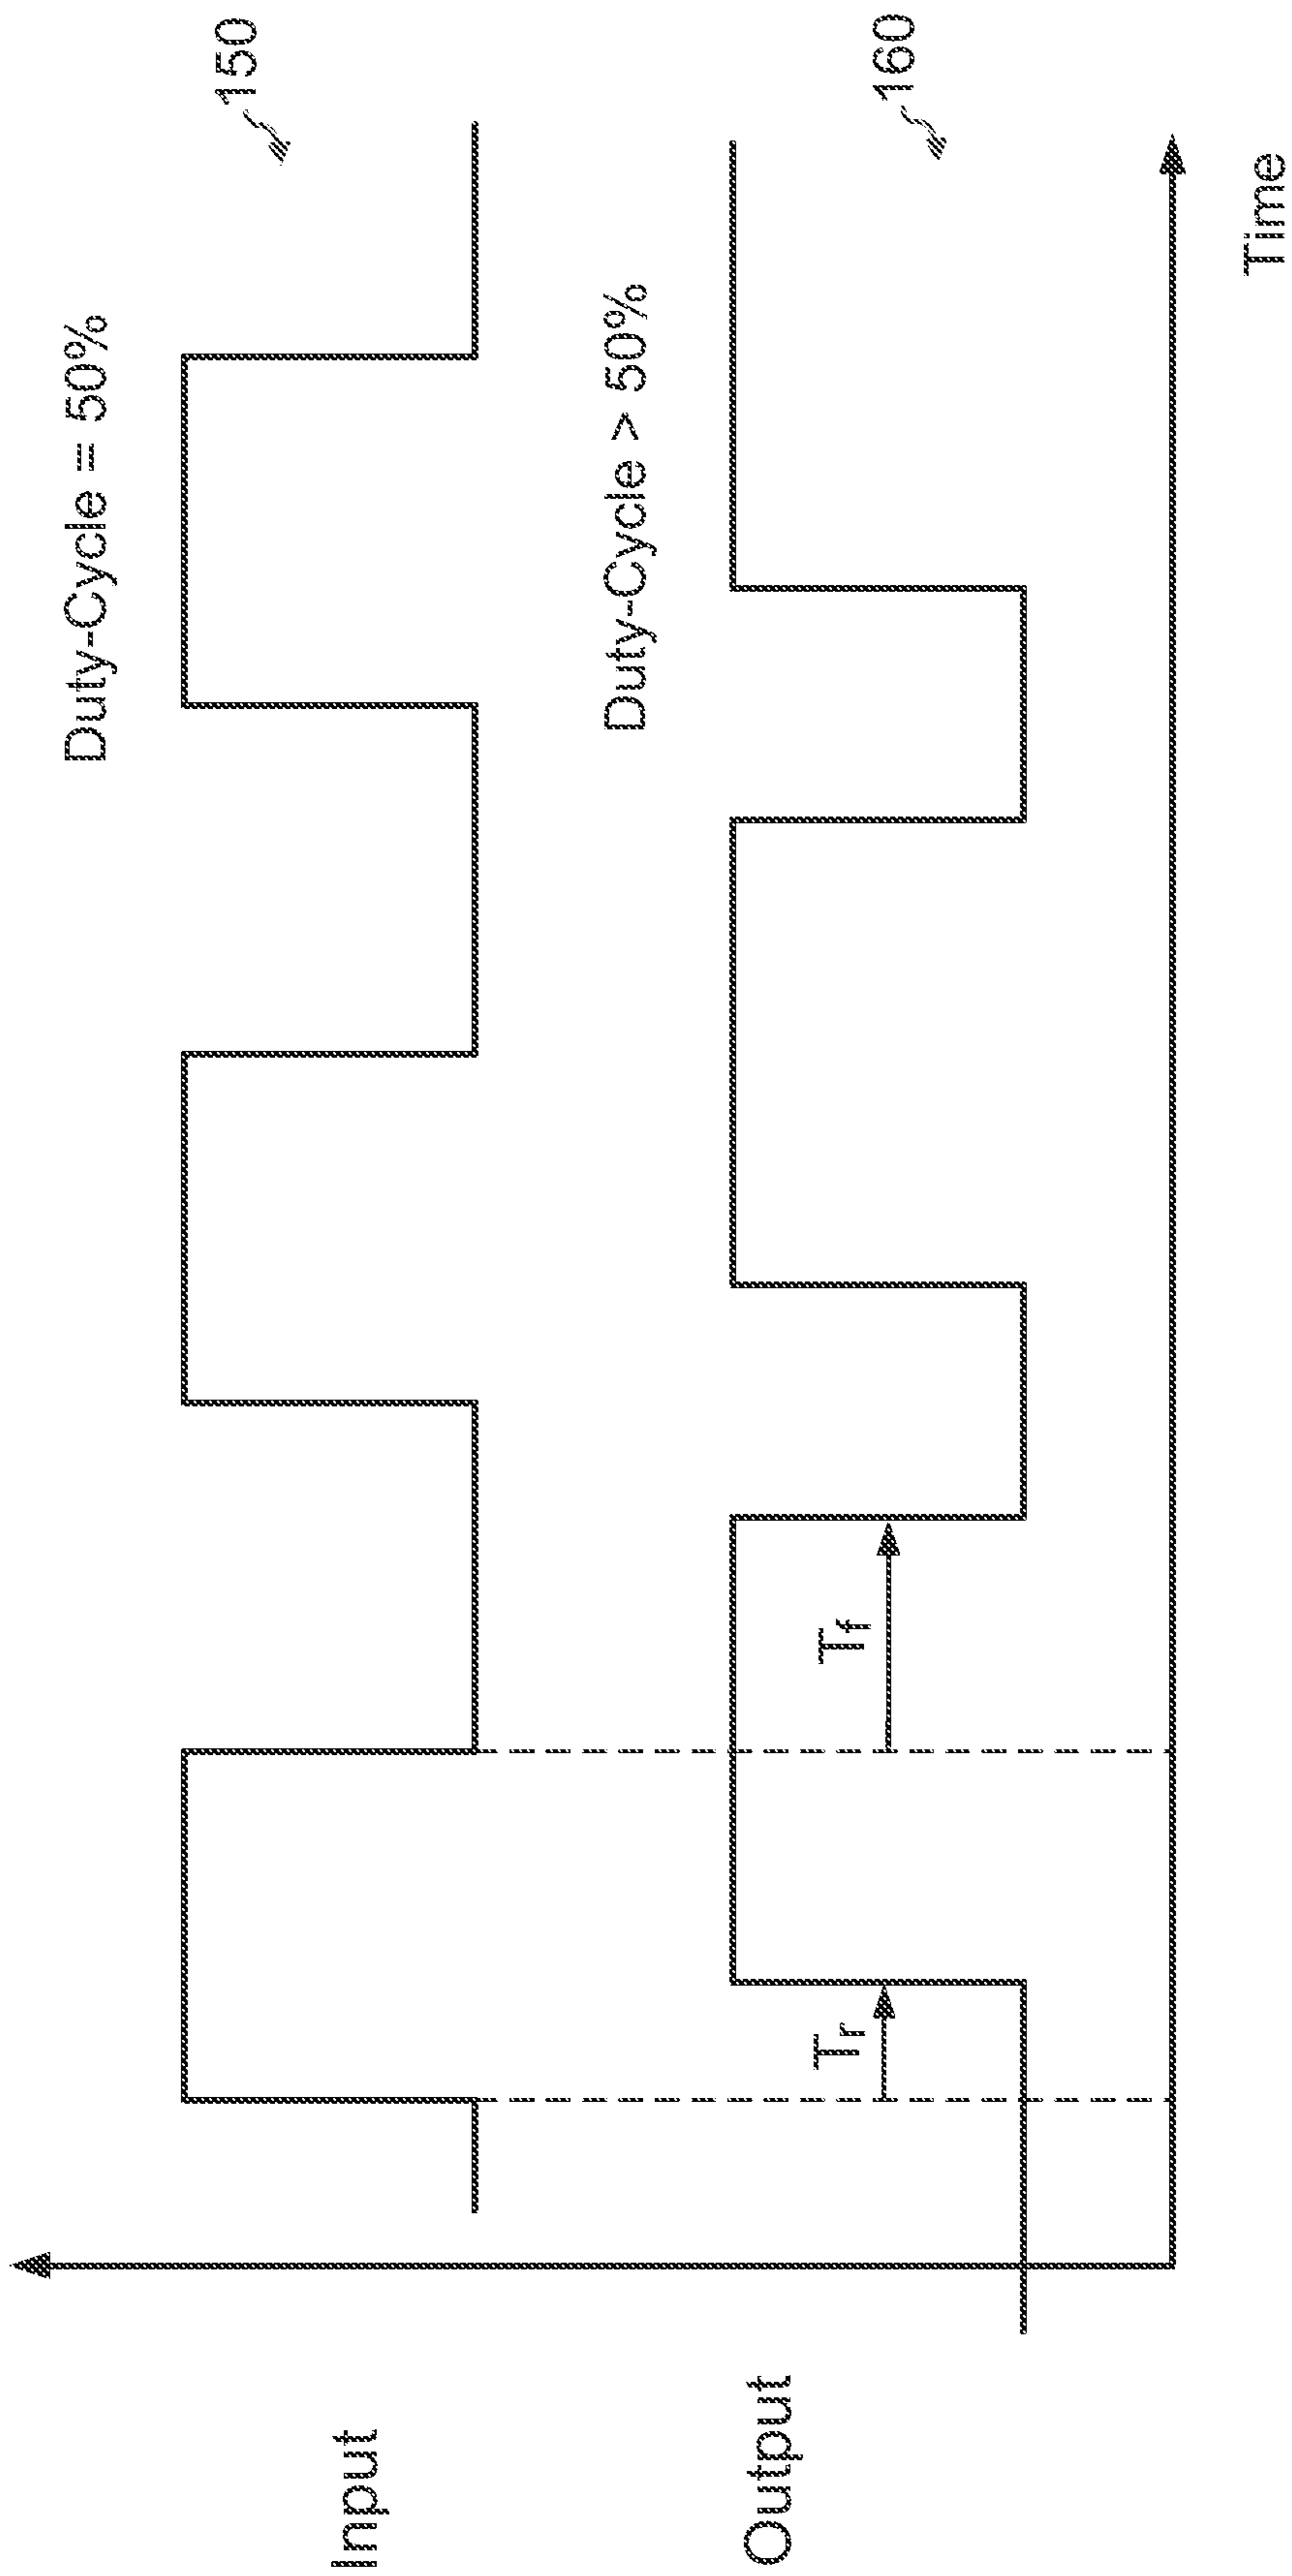 Duty-Cycle = 50%
150
Input
Duty-Cycle > 50%
Output
Tr
Tf
160
Time